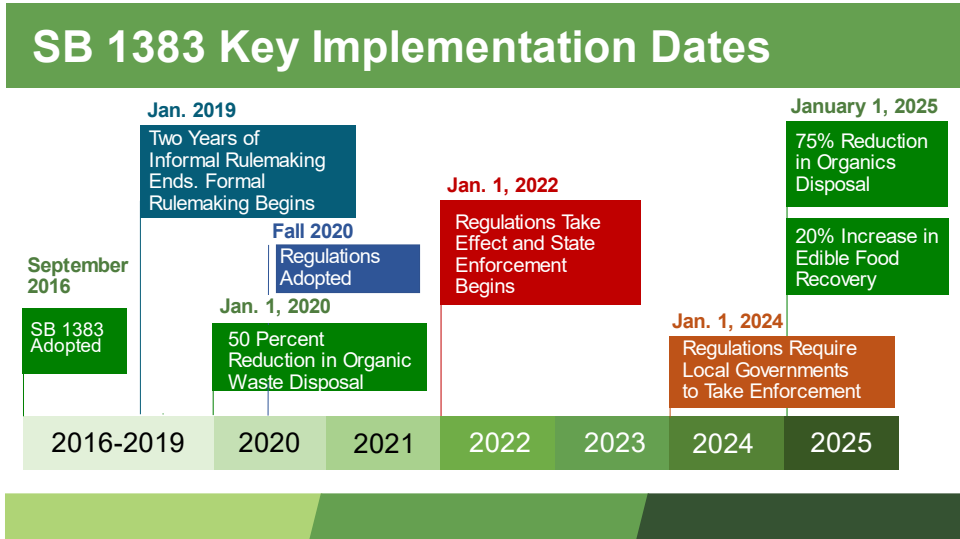 SB 1383 Key Implementation Dates
Jan. 2019
Two Years of
Informal Rulemaking
Ends. Formal
Rulemaking Begins
January 1, 2025
75% Reduction
in Organics
Disposal
Jan. 1, 2022
Regulations Take
Effect and State
Enforcement
Begins
20% Increase in
Edible Food
Recovery
Fall 2020
Regulations
Adopted
September
2016
SB 1383
Adopted
Jan. 1, 2020
50 Percent
Reduction in Organic
Waste Disposal
Jan. 1, 2024
Regulations Require
Local Governments
to Take Enforcement
2016-2019
2020
2021
2022
2023
2024
2025